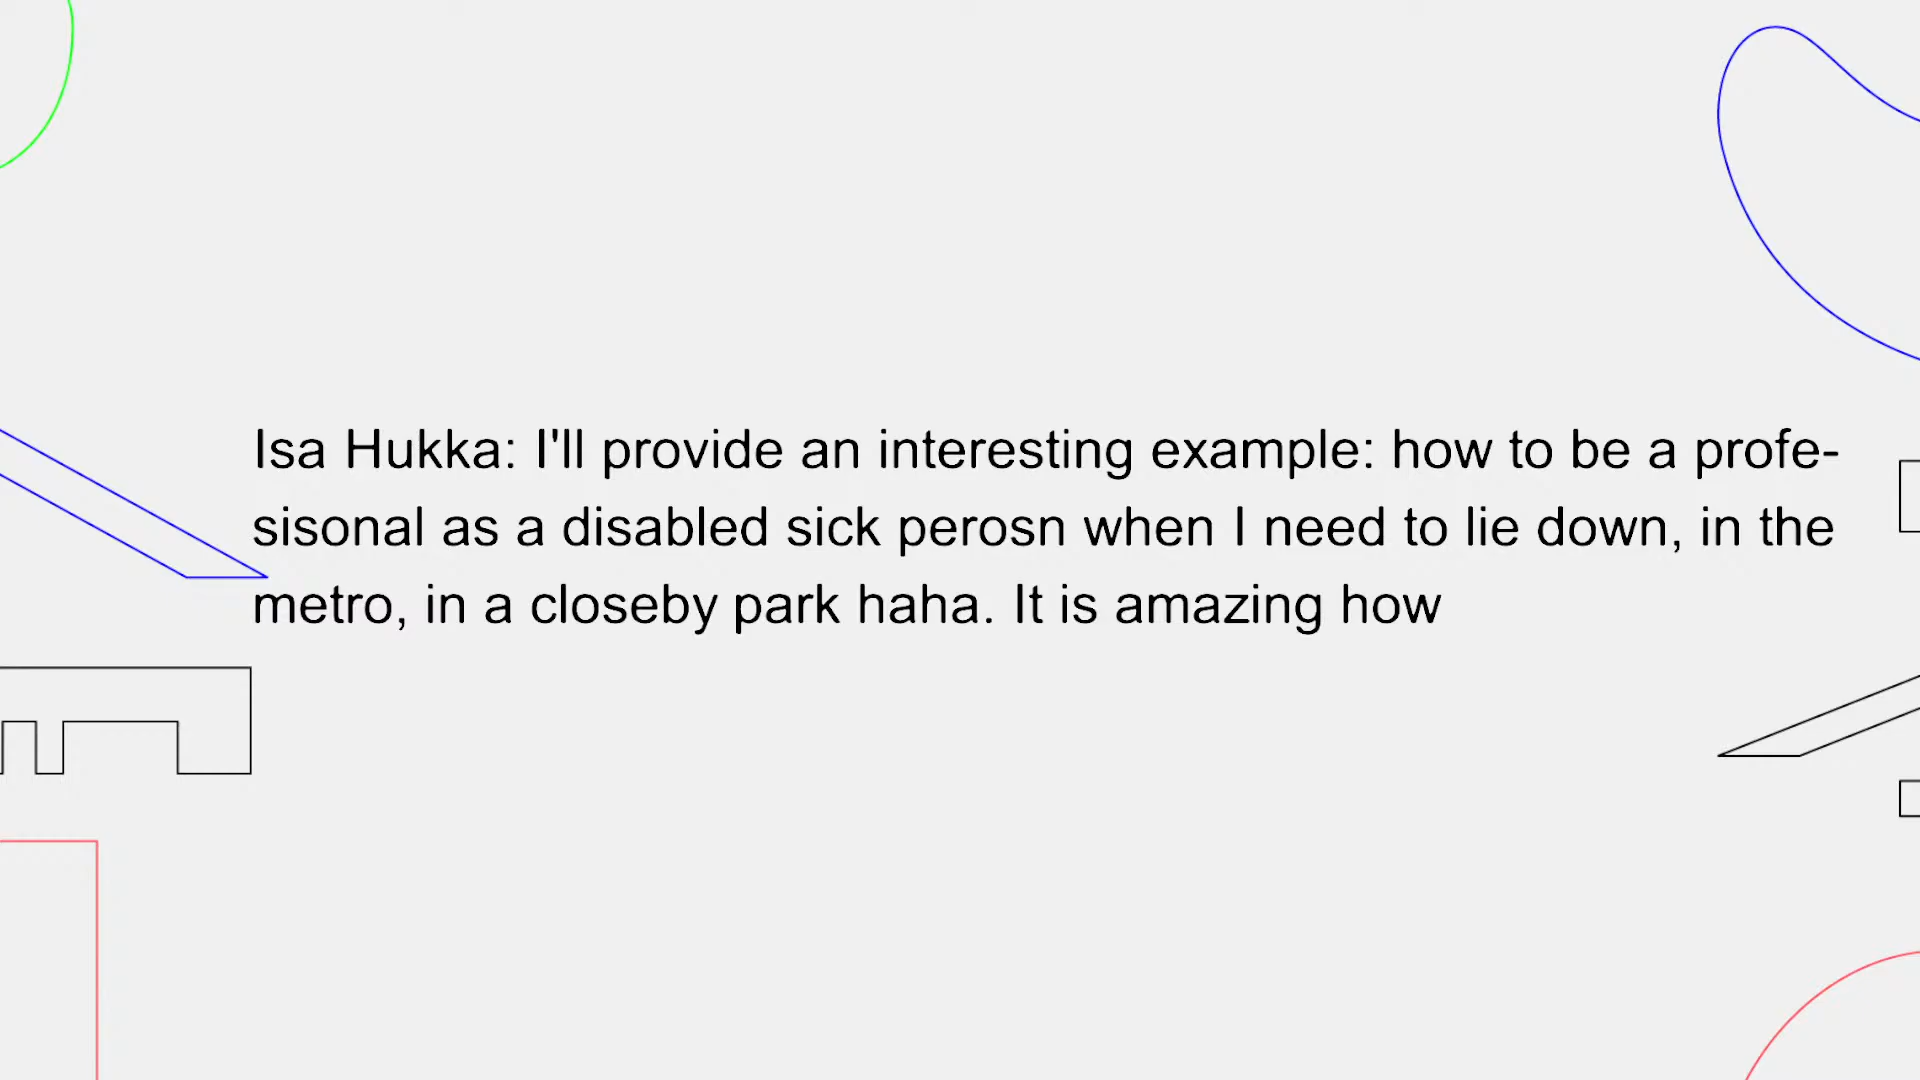 Isa Hukka: I'll provide an interesting example: how to be a profe-
sisonal as a disabled sick perosn when I need to lie down, in the
metro, in a closeby park haha. It is amazing how